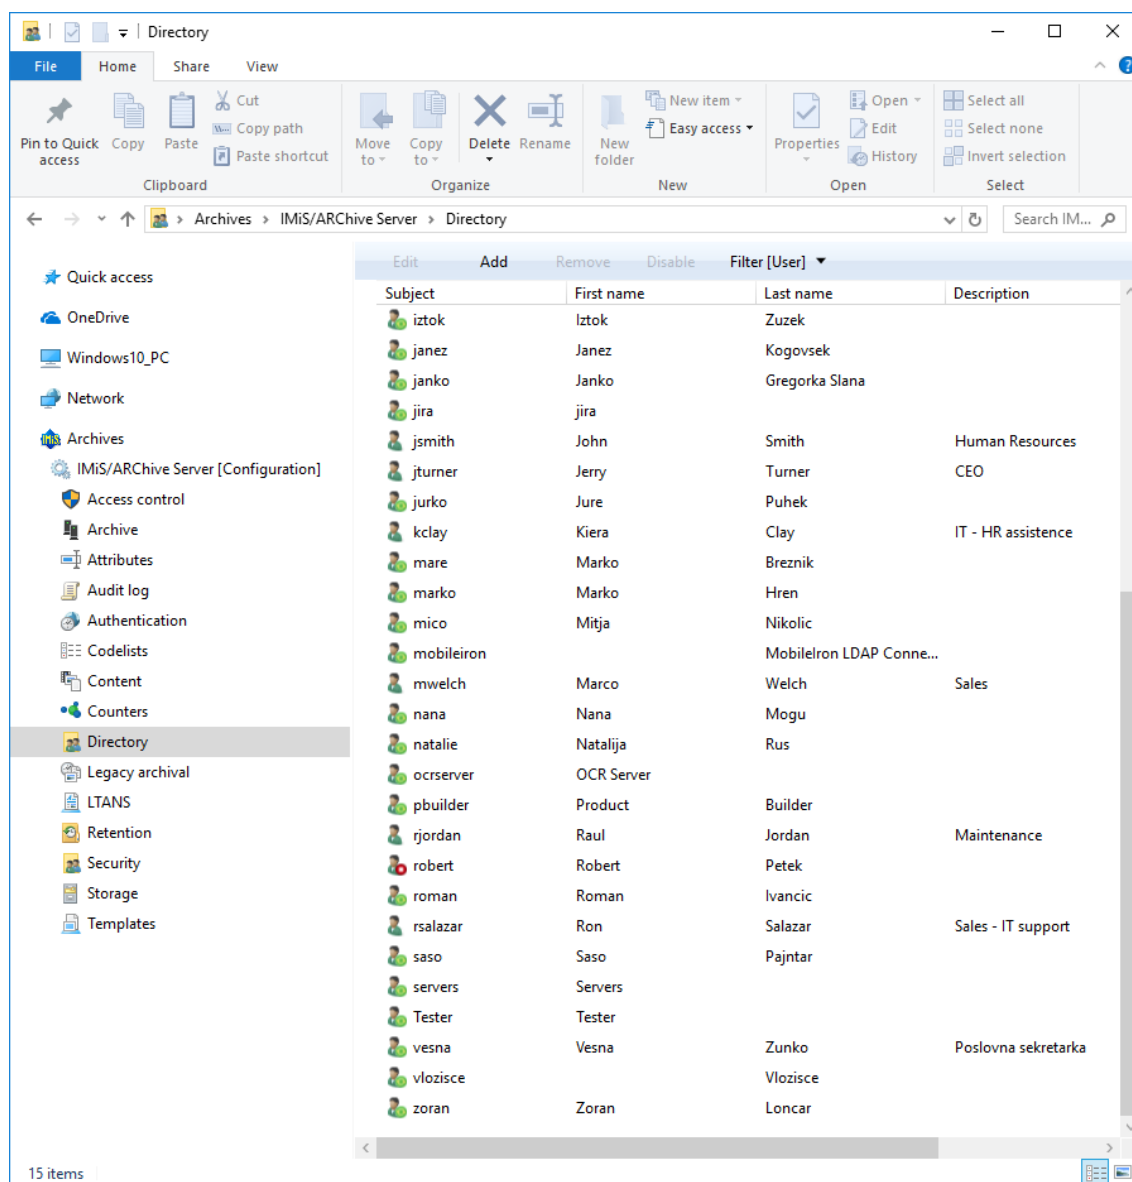 Directory
File Home Share View
Pin to Quick access
Copy
Paste
Cut
Copy path
Paste shortcut
Clipboard
Move to
Copy to
Delete
Rename
Organize
New folder
New item
Easy access
New
Properties
Open
Edit
History
Open
Select all
Select none
Invert selection
Select
Archives > IMiS/ARChive Server > Directory
Search IM...
Quick access
OneDrive
Windows10_PC
Network
Archives
IMiS/ARChive Server [Configuration]
Access control
Archive
Attributes
Audit log
Authentication
Codelists
Content
Counters
Directory
Legacy archival
LTANS
Retention
Security
Storage
Templates
Edit Add Remove Disable Filter [User]
Subject First name Last name Description
iztok Iztok Zuzek
janez Janez Kogovsek
janko Janko Gregorka Slana
jira jira
jsmith John Smith Human Resources
jturner Jerry Turner CEO
jurko Jure Puhek
kclay Kiera Clay IT - HR assistence
mare Marko Breznik
marko Marko Hren
mico Mitja Nikolic
mobileiron MobileIron LDAP Conne...
mwelch Marco Welch Sales
nana Nana Mogu
natalie Natalija Rus
ocrserver OCR Server
pbuilder Product Builder
rjordan Raul Jordan Maintenance
robert Robert Petek
roman Roman Ivancic
rsalazar Ron Salazar Sales - IT support
saso Saso Pajntar
servers Servers
Tester Tester
vesna Vesna Zunko Poslovna sekretarka
vlozisce Vlozisce
zoran Zoran Loncar
15 items